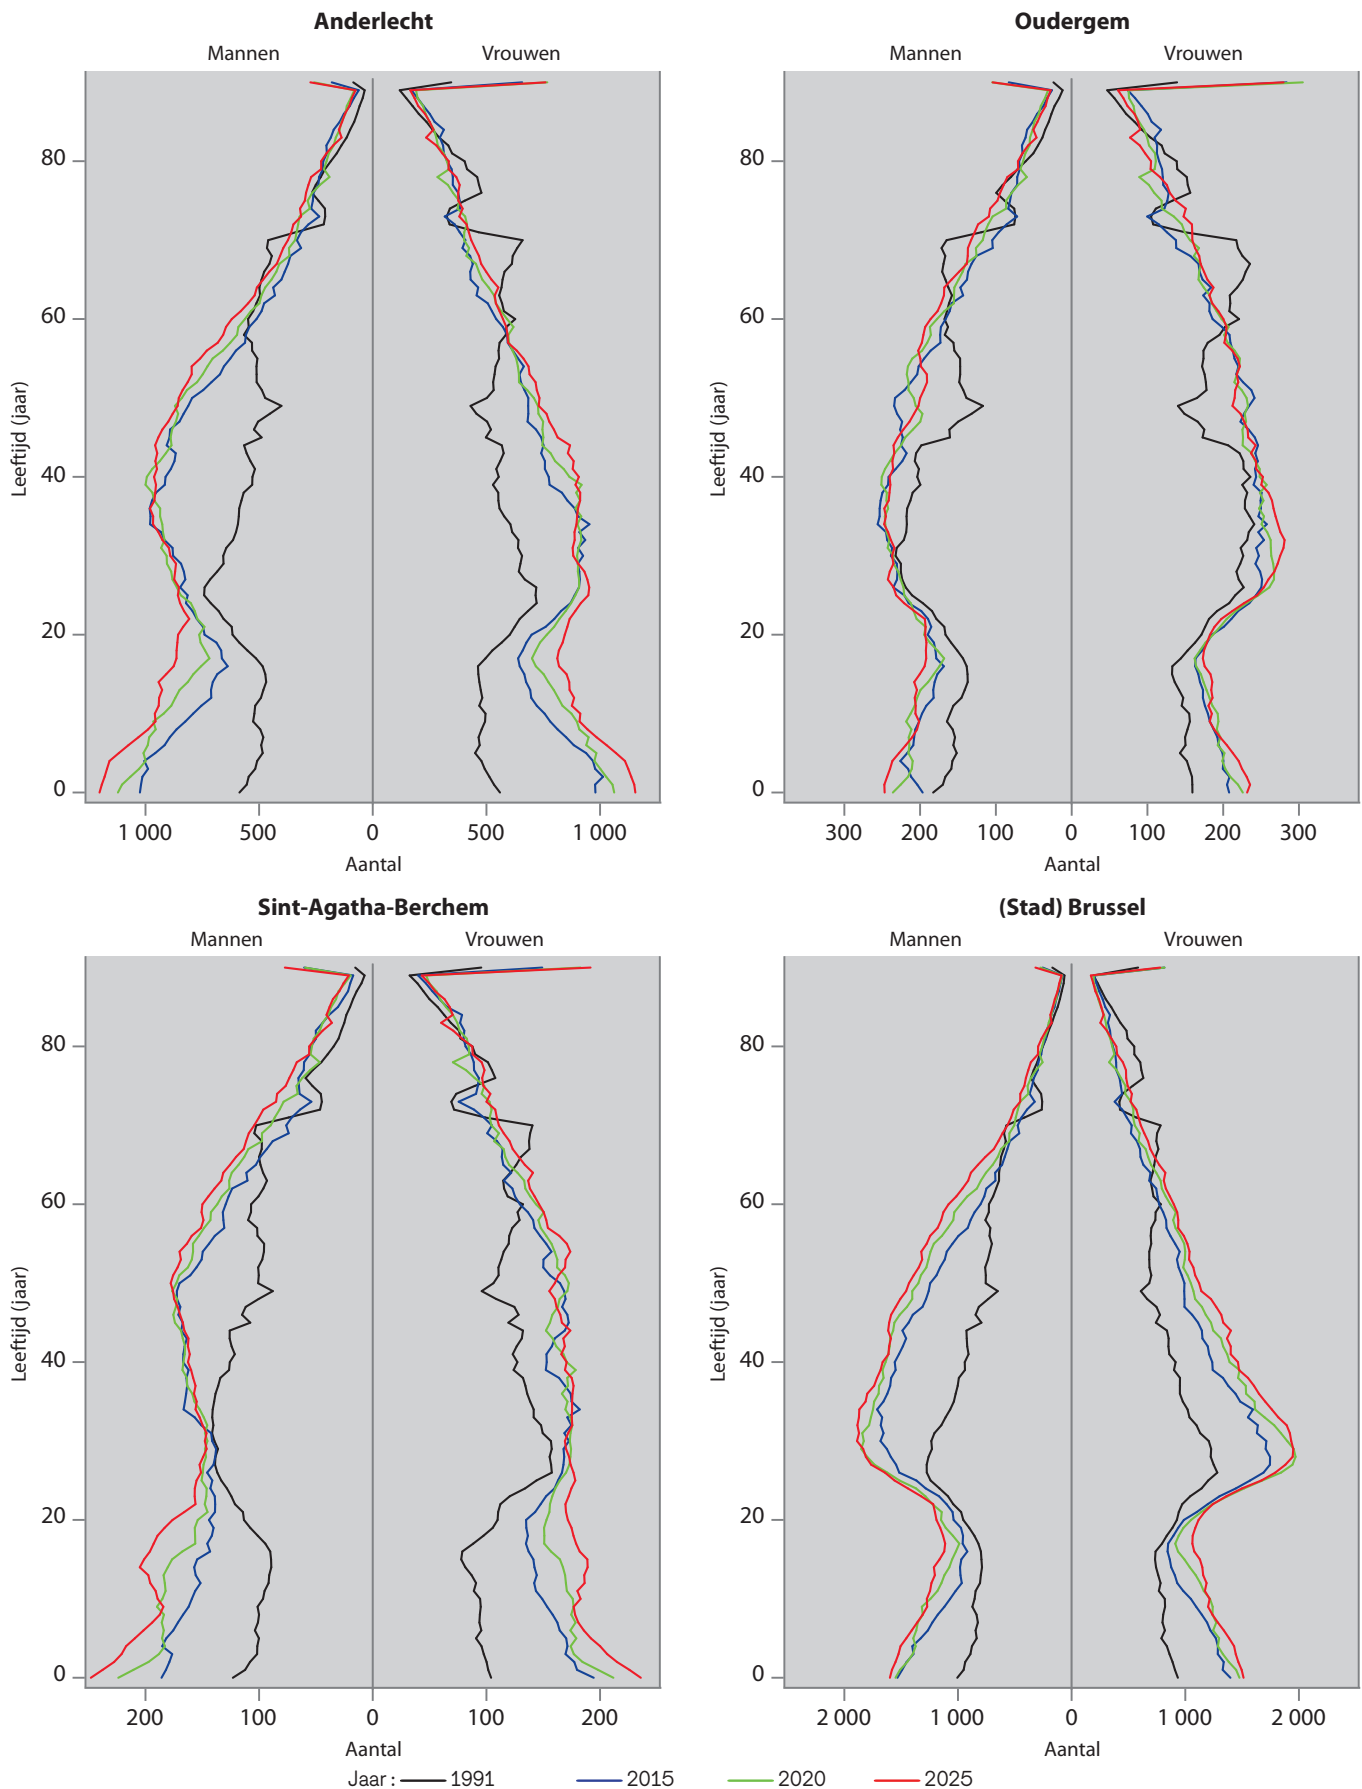 Anderlecht
Mannen Vrouwen
80
60
40
20
0
Leeftijd (jaar)
1 000 500 0 500 1 000
Aantal
Oudergem
Mannen Vrouwen
80
60
40
20
0
Leeftijd (jaar)
300 200 100 0 100 200 300
Aantal
Sint-Agatha-Berchem
Mannen Vrouwen
80
60
40
20
0
Leeftijd (jaar)
200 100 0 100 200
Aantal
(Stad) Brussel
Mannen Vrouwen
80
60
40
20
0
Leeftijd (jaar)
2 000 1 000 0 1 000 2 000
Aantal
Jaar : 1991 2015 2020 2025